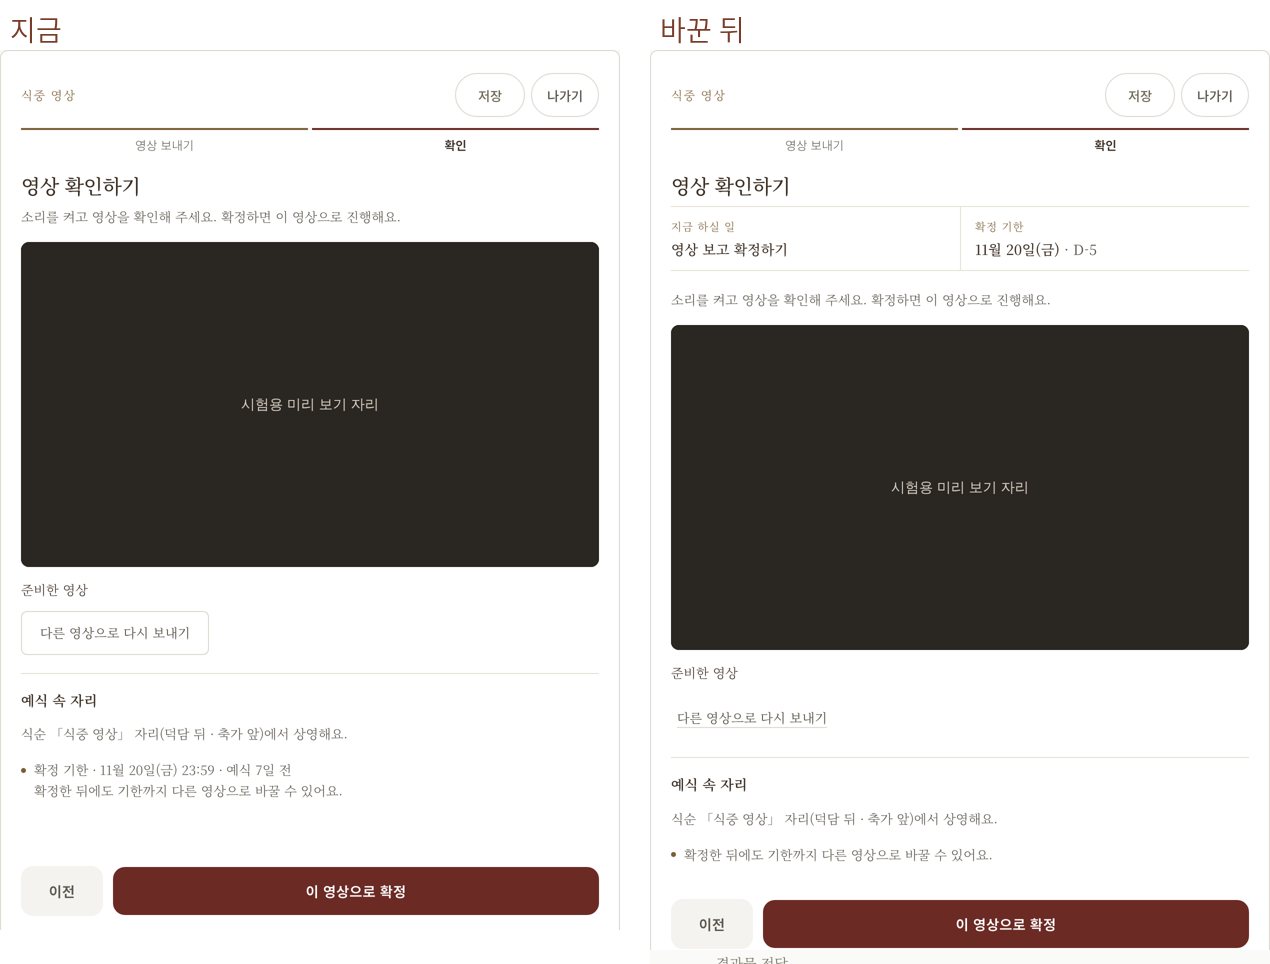 지금
식중 영상
저장
나가기
영상 보내기
확인
영상 확인하기
소리를 켜고 영상을 확인해 주세요. 확정하면 이 영상으로 진행해요.
시험용 미리 보기 자리
준비한 영상
다른 영상으로 다시 보내기
예식 속 자리
식순 「식중 영상」 자리(덕담 뒤 · 축가 앞)에서 상영해요.
• 확정 기한 · 11월 20일(금) 23:59 · 예식 7일 전
확정한 뒤에도 기한까지 다른 영상으로 바꿀 수 있어요.
이전
이 영상으로 확정
바꾼 뒤
식중 영상
저장
나가기
영상 보내기
확인
영상 확인하기
지금 하실 일
영상 보고 확정하기
확정 기한
11월 20일(금) · D-5
소리를 켜고 영상을 확인해 주세요. 확정하면 이 영상으로 진행해요.
시험용 미리 보기 자리
준비한 영상
다른 영상으로 다시 보내기
예식 속 자리
식순 「식중 영상」 자리(덕담 뒤 · 축가 앞)에서 상영해요.
• 확정한 뒤에도 기한까지 다른 영상으로 바꿀 수 있어요.
이전
이 영상으로 확정